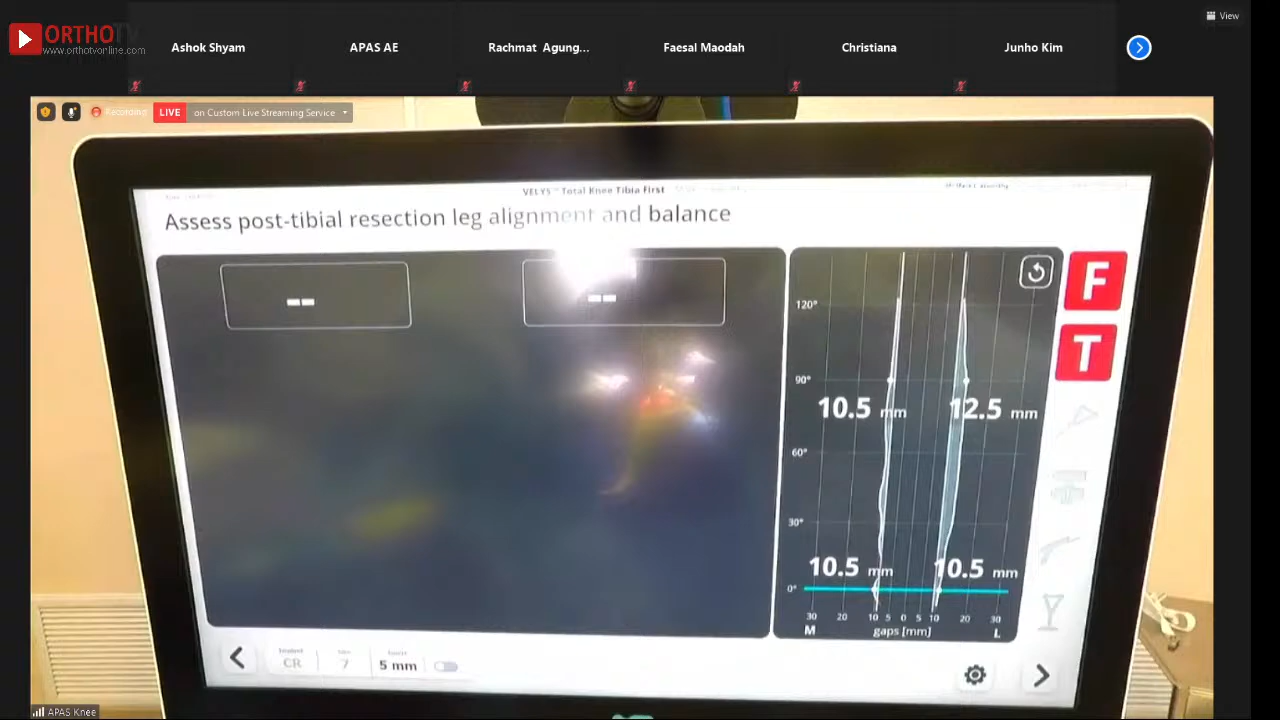 ORTHOTV
www.orthotvonline.com
View
Ashok Shyam
APAS AE
Rachmat Agung...
Faesal Maodah
Christiana
Junho Kim
Recording
LIVE
on Custom Live Streaming Service
VELYS™ Total Knee Tibia First
Assess post-tibial resection leg alignment and balance
--
--
F
T
120°
90°
10.5 mm
12.5 mm
60°
30°
10.5 mm
10.5 mm
0°
30 20 10 5 0 5 10 20 30
M gaps [mm] L
CR
7
5 mm
APAS Knee